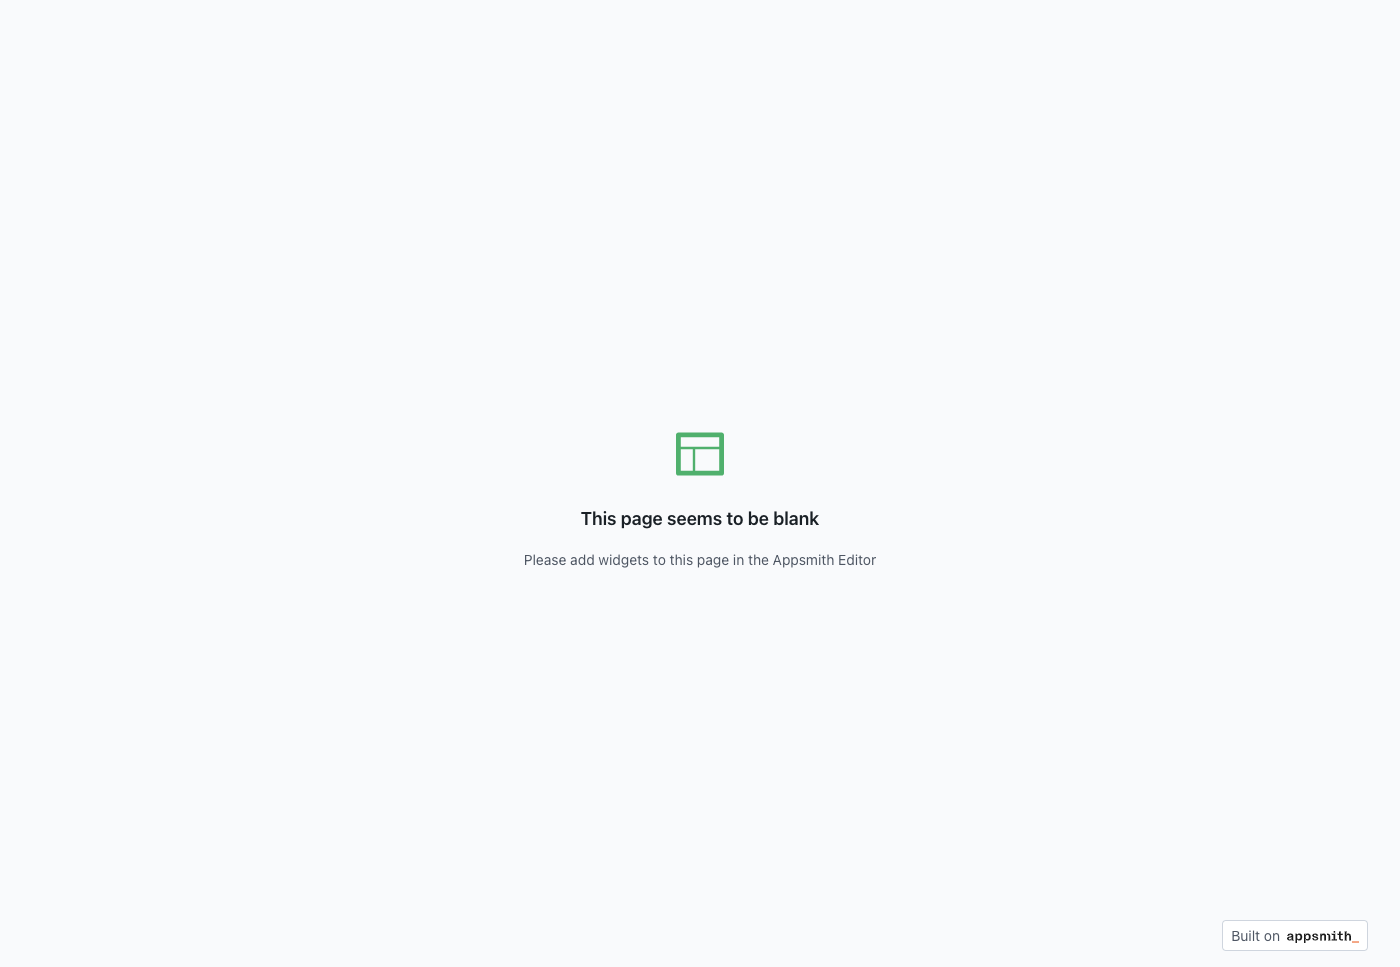 This page seems to be blank
Please add widgets to this page in the Appsmith Editor
Built on appsmith_